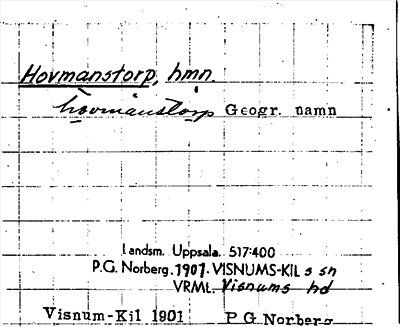 Hovmanstorp, hmn.
hovmanstorp Geogr. namn
Landsm. Uppsala. 517:400
P.G. Norberg. 1901. VISNUMS-KIL s sn
VRML. Visnums hd
Visnum-Kil 1901 P G Norberg